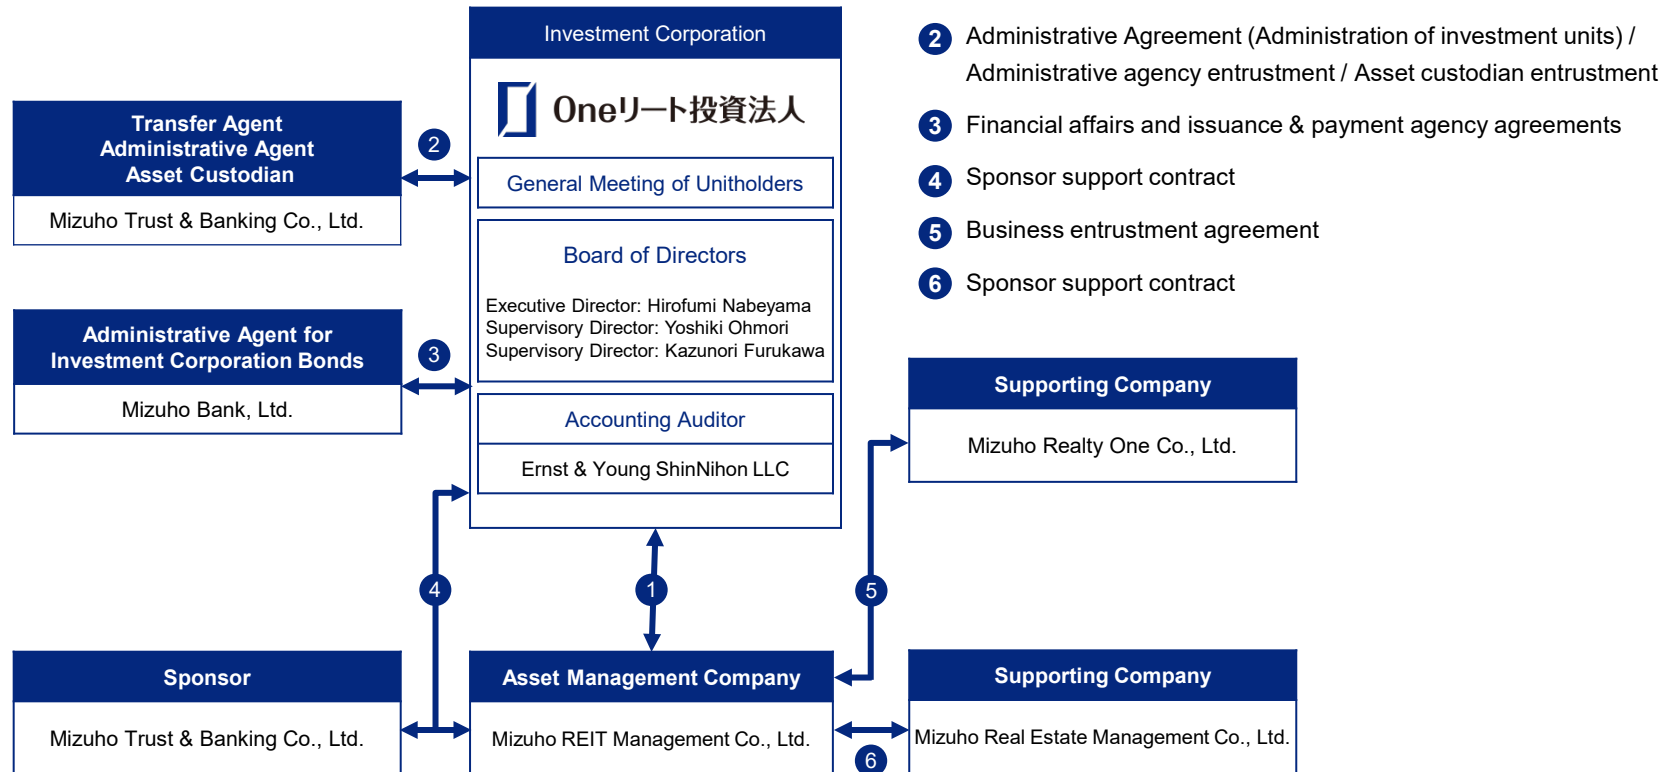 Investment Corporation
Oneリート投資法人
General Meeting of Unitholders
Board of Directors
Executive Director: Hirofumi Nabeyama
Supervisory Director: Yoshiki Ohmori
Supervisory Director: Kazunori Furukawa
Accounting Auditor
Ernst & Young ShinNihon LLC
Transfer Agent
Administrative Agent
Asset Custodian
Mizuho Trust & Banking Co., Ltd.
2
Administrative Agent for
Investment Corporation Bonds
Mizuho Bank, Ltd.
3
2 Administrative Agreement (Administration of investment units) /
Administrative agency entrustment / Asset custodian entrustment
3 Financial affairs and issuance & payment agency agreements
4 Sponsor support contract
5 Business entrustment agreement
6 Sponsor support contract
Supporting Company
Mizuho Realty One Co., Ltd.
4
1
5
Sponsor
Mizuho Trust & Banking Co., Ltd.
Asset Management Company
Mizuho REIT Management Co., Ltd.
Supporting Company
Mizuho Real Estate Management Co., Ltd.
6